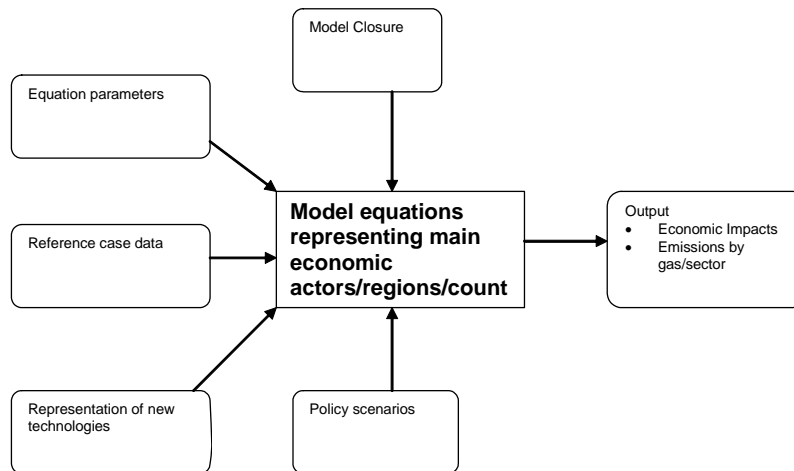 Model Closure
Equation parameters
Reference case data
Model equations
representing main
economic
actors/regions/count
Output
• Economic Impacts
• Emissions by
gas/sector
Representation of new
technologies
Policy scenarios